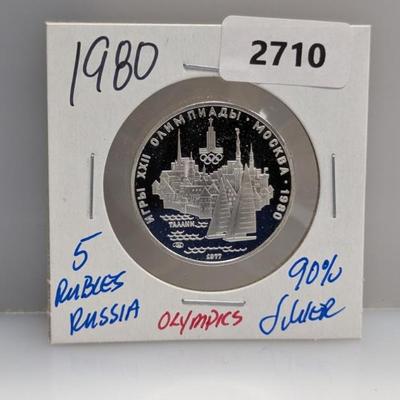 1980
2710
ИГРЫ XXII ОЛИМПИАДЫ • МОСКВА • 1980
ТАЛЛИН
1977
5
RUBLES
RUSSIA
OLYMPICS
90%
SILVER